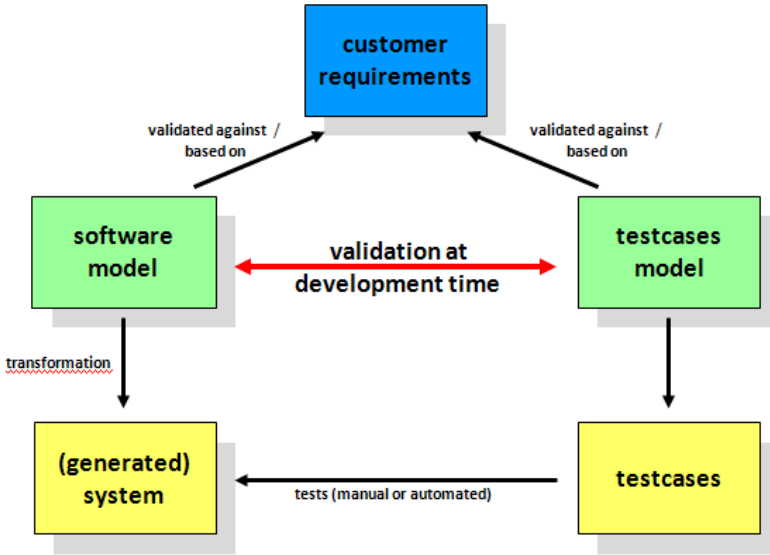 customer
requirements
validated against /
based on
validated against /
based on
software
model
validation at
development time
testcases
model
transformation
(generated)
system
tests (manual or automated)
testcases